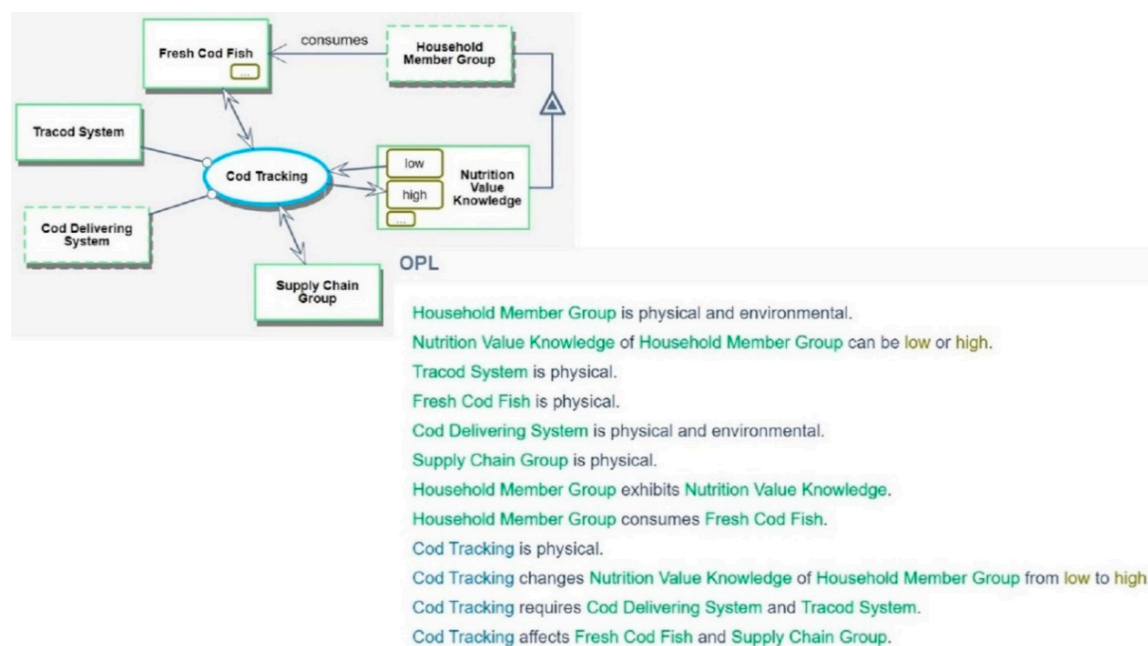 Fresh Cod Fish
...
consumes
Household
Member Group
Tracod System
Cod Tracking
low
high
...
Nutrition
Value
Knowledge
Cod Delivering
System
Supply Chain
Group
OPL
Household Member Group is physical and environmental.
Nutrition Value Knowledge of Household Member Group can be low or high.
Tracod System is physical.
Fresh Cod Fish is physical.
Cod Delivering System is physical and environmental.
Supply Chain Group is physical.
Household Member Group exhibits Nutrition Value Knowledge.
Household Member Group consumes Fresh Cod Fish.
Cod Tracking is physical.
Cod Tracking changes Nutrition Value Knowledge of Household Member Group from low to high
Cod Tracking requires Cod Delivering System and Tracod System.
Cod Tracking affects Fresh Cod Fish and Supply Chain Group.